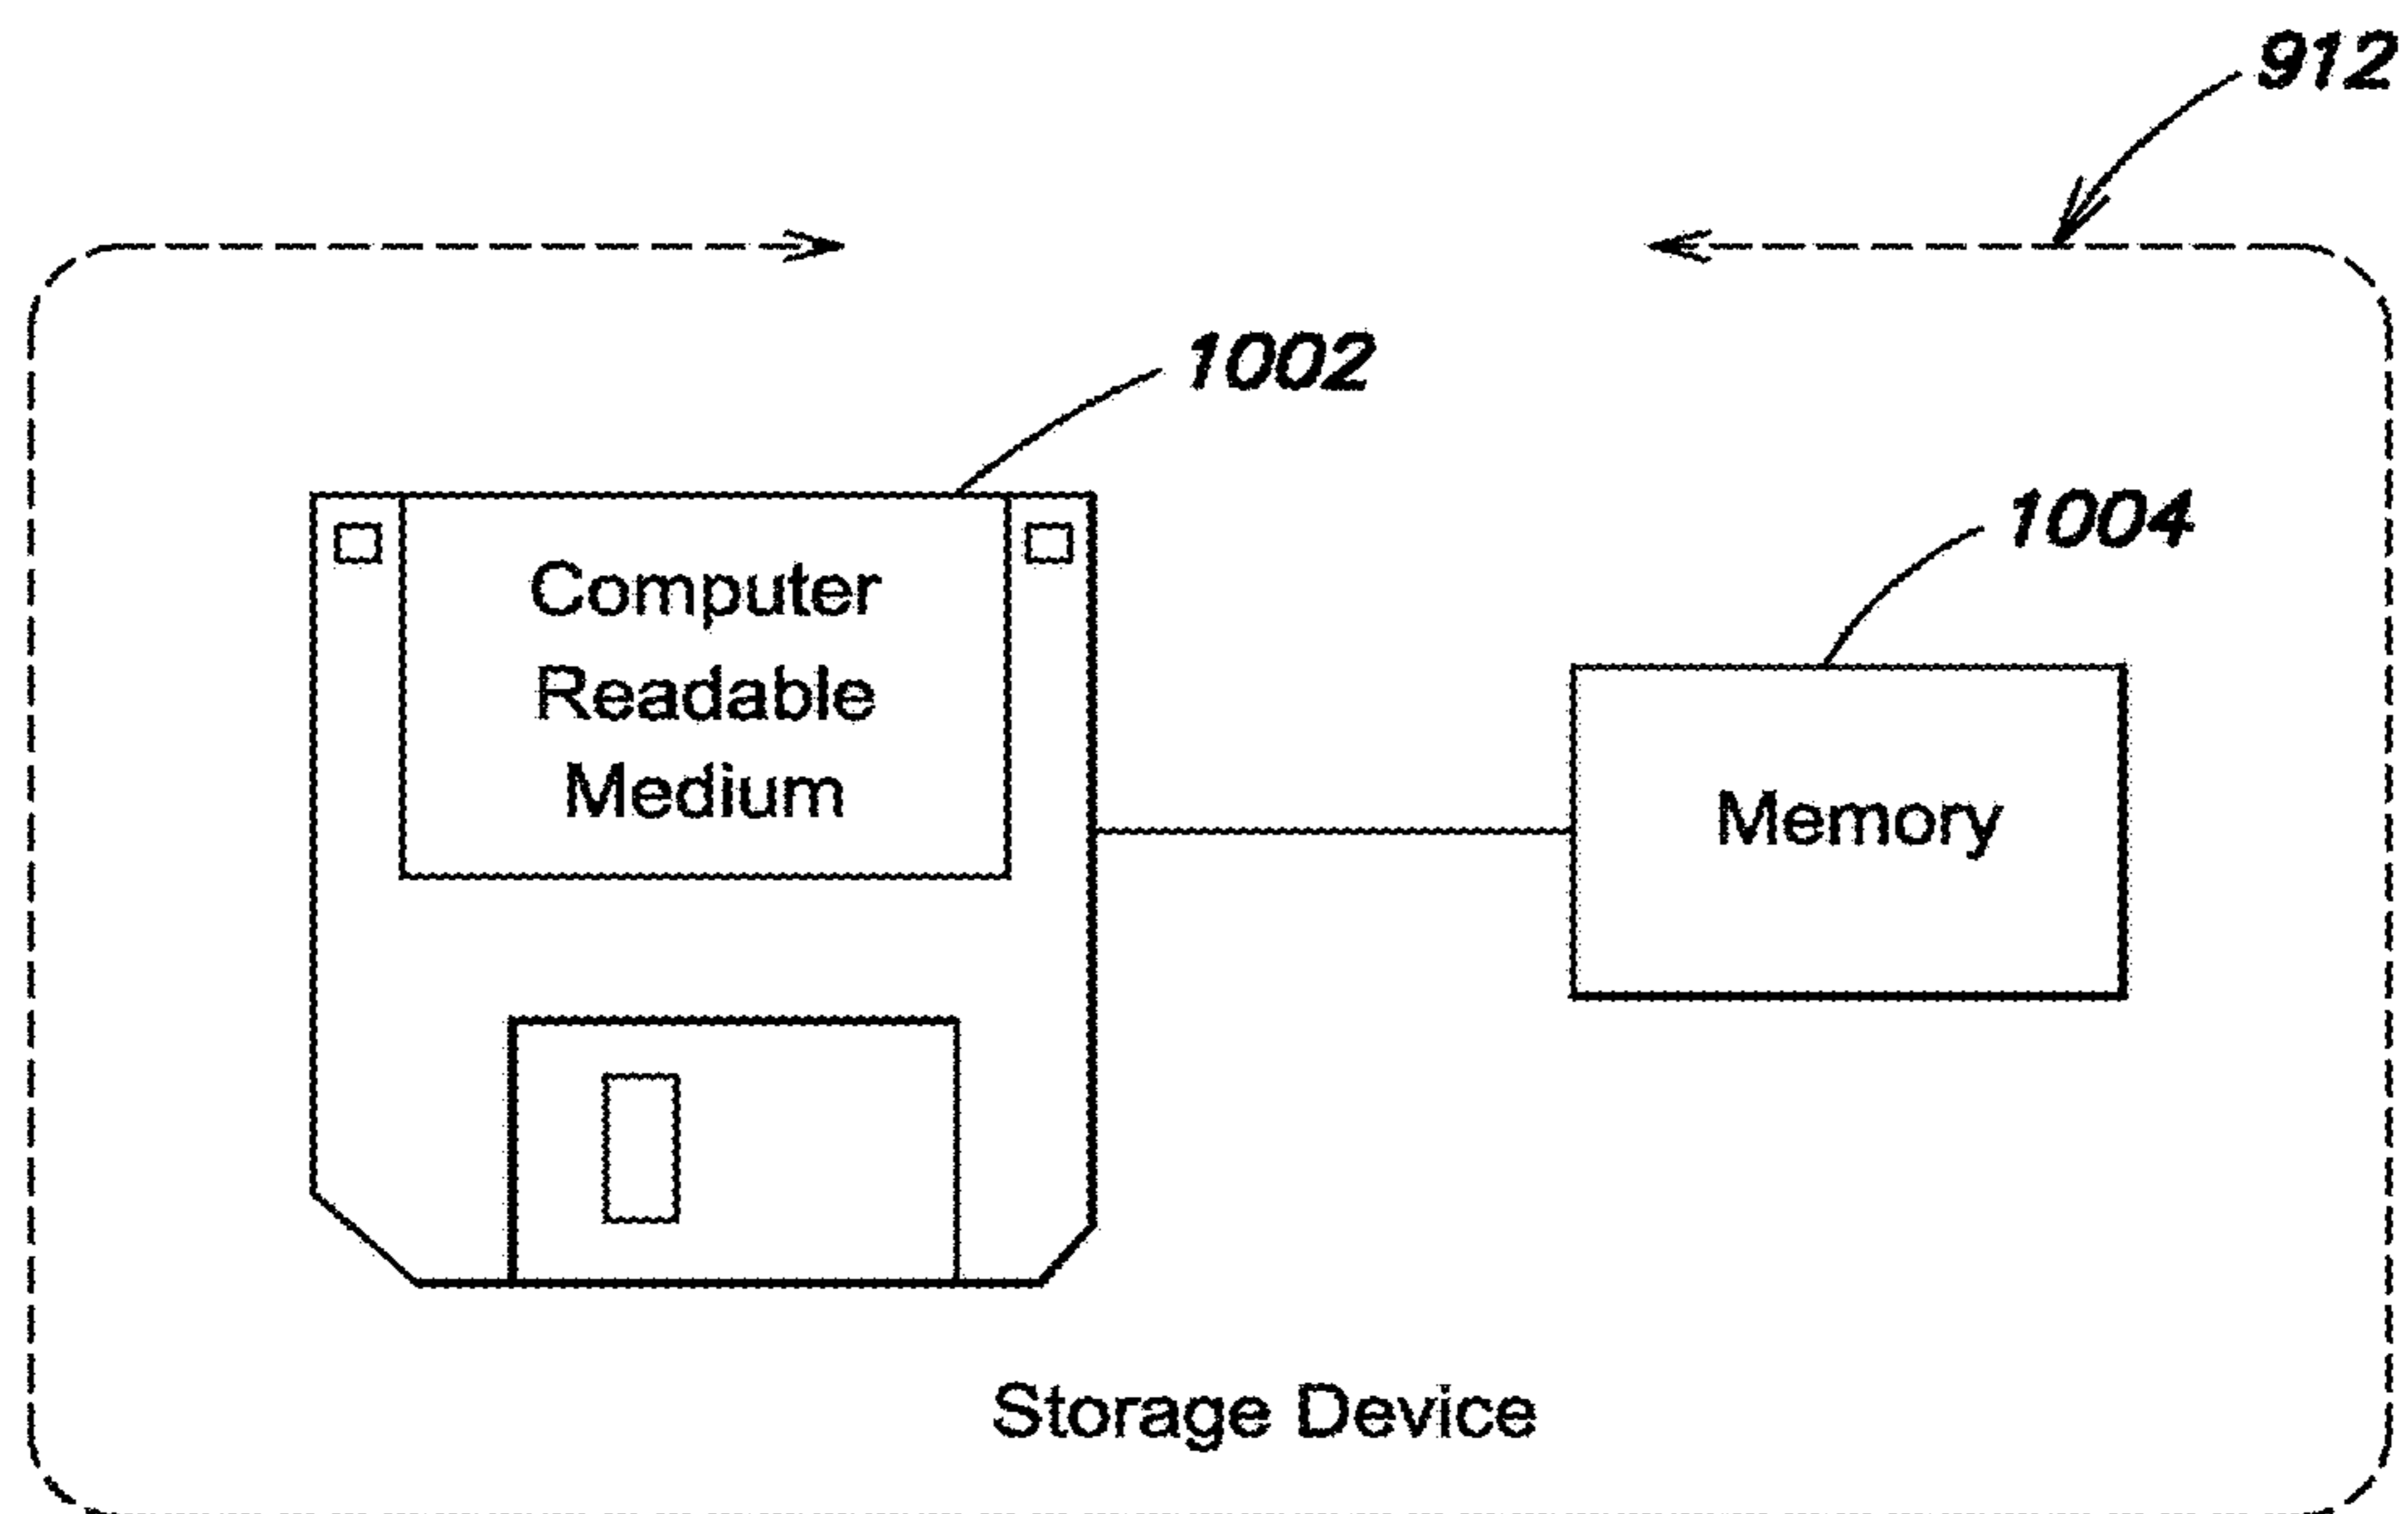 912
1002
1004
Computer
Readable
Medium
Memory
Storage Device